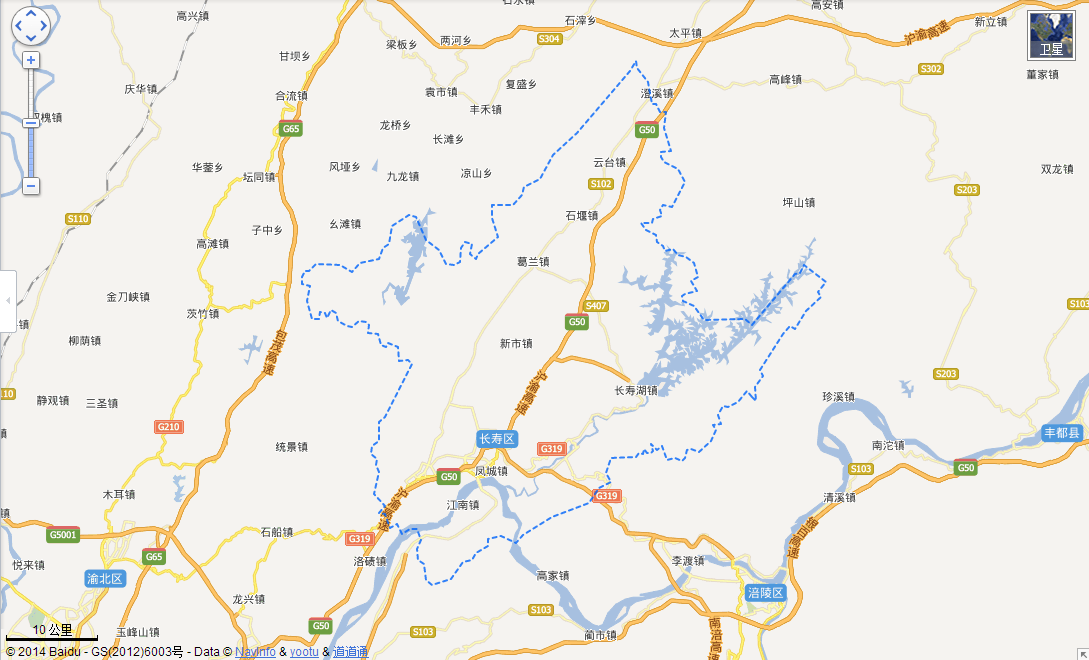 石永镇
高安镇
高兴镇
石滓乡
新立镇
梁板乡
两河乡
S304
太平镇
沪渝高速
卫星
甘坝乡
S302
董家镇
高峰镇
复盛乡
庆华镇
合流镇
袁市镇
澄溪镇
丰禾镇
双槐镇
龙桥乡
G65
G50
长滩乡
云台镇
华蓥乡
坛同镇
风垭乡
九龙镇
凉山乡
双龙镇
S102
S203
坪山镇
S110
石堰镇
幺滩镇
子中乡
高滩镇
葛兰镇
金刀峡镇
S407
S103
茨竹镇
镇
G50
柳荫镇
包茂高速
新市镇
S203
沪渝高速
长寿湖镇
110
静观镇
三圣镇
珍溪镇
G210
丰都县
长寿区
南沱镇
统景镇
G319
凤城镇
S103
G50
G50
木耳镇
沪渝高速
G319
清溪镇
江南镇
镇
G5001
石船镇
G319
G65
洛碛镇
李渡镇
悦来镇
渝北区
高家镇
涪陵区
龙兴镇
S103
G50
10 公里
玉峰山镇
S103
蔺市镇
南涪高速
© 2014 Baidu - GS(2012)6003号 - Data © NavInfo & yootu & 道道通